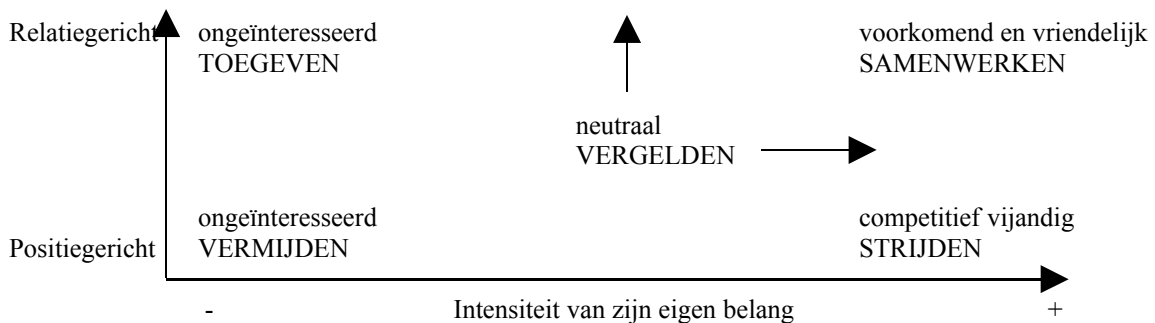 Relatiegericht ongeïnteresseerd voorkomend en vriendelijk
TOEGEVEN SAMENWERKEN
neutraal
VERGELDEN
ongeïnteresseerd competitief vijandig
Positiegericht VERMIJDEN STRIJDEN
- Intensiteit van zijn eigen belang +